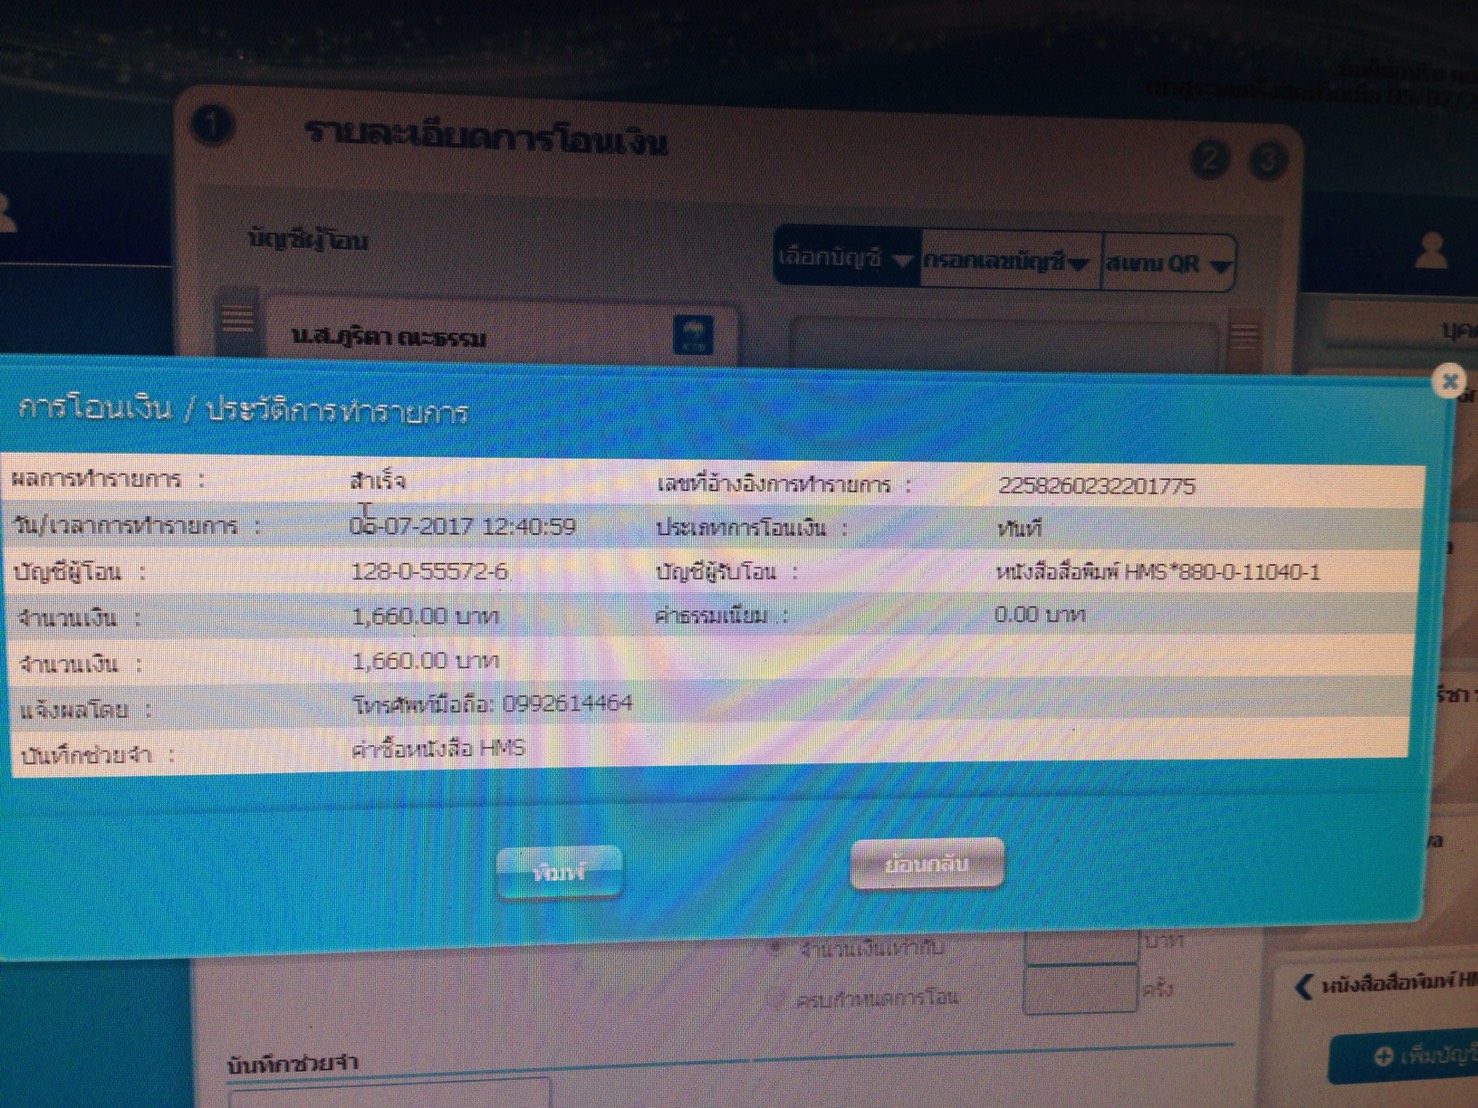 1 รายละเอียดการโอนเงิน 2 3
บัญชีผู้โอน
เลือกบัญชี กรอกเลขบัญชี สแกน QR
น.ส.ภูริตา ณะธรรม
การโอนเงิน / ประวัติการทำรายการ
ผลการทำรายการ : สำเร็จ เลขที่อ้างอิงการทำรายการ : 2258260232201775
วัน/เวลาการทำรายการ : 05-07-2017 12:40:59 ประเภทการโอนเงิน : ทันที
บัญชีผู้โอน : 128-0-55572-6 บัญชีผู้รับโอน : หนังสือสื่อพิมพ์ HMS*880-0-11040-1
จำนวนเงิน : 1,660.00 บาท ค่าธรรมเนียม : 0.00 บาท
จำนวนเงิน : 1,660.00 บาท
แจ้งผลโดย : โทรศัพท์มือถือ: 0992614464
บันทึกช่วยจำ : ค่าซื้อหนังสือ HMS
พิมพ์ ย้อนกลับ
จำนวนเงินเท่ากับ บาท
ครบกำหนดการโอน ครั้ง
หนังสือสื่อพิมพ์
บันทึกช่วยจำ